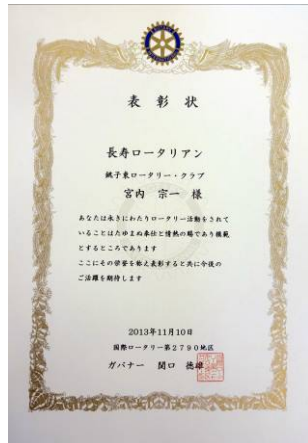 表彰状
長寿ロータリアン
銚子東ロータリー・クラブ
宮内 宗一 様
あなたは永きにわたりロータリー活動をされて
いることはたゆまぬ奉仕と情熱の賜であり模範
とするところであります
ここにその栄誉を称え表彰すると共に今後の
ご活躍を期待します
2013年11月10日
国際ロータリー第2790地区
ガバナー 関口 徳雄